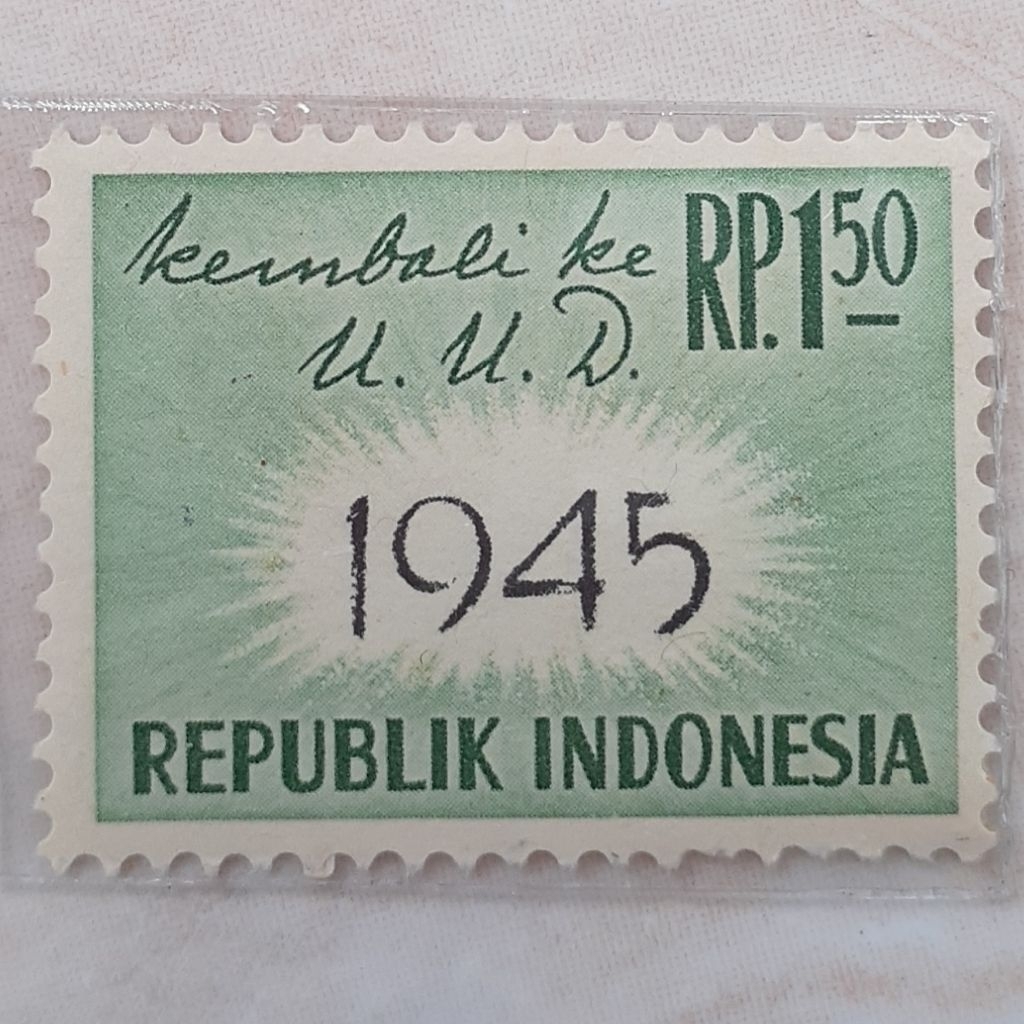 kembali ke
U. U. D.
RP.1 50
1945
REPUBLIK INDONESIA